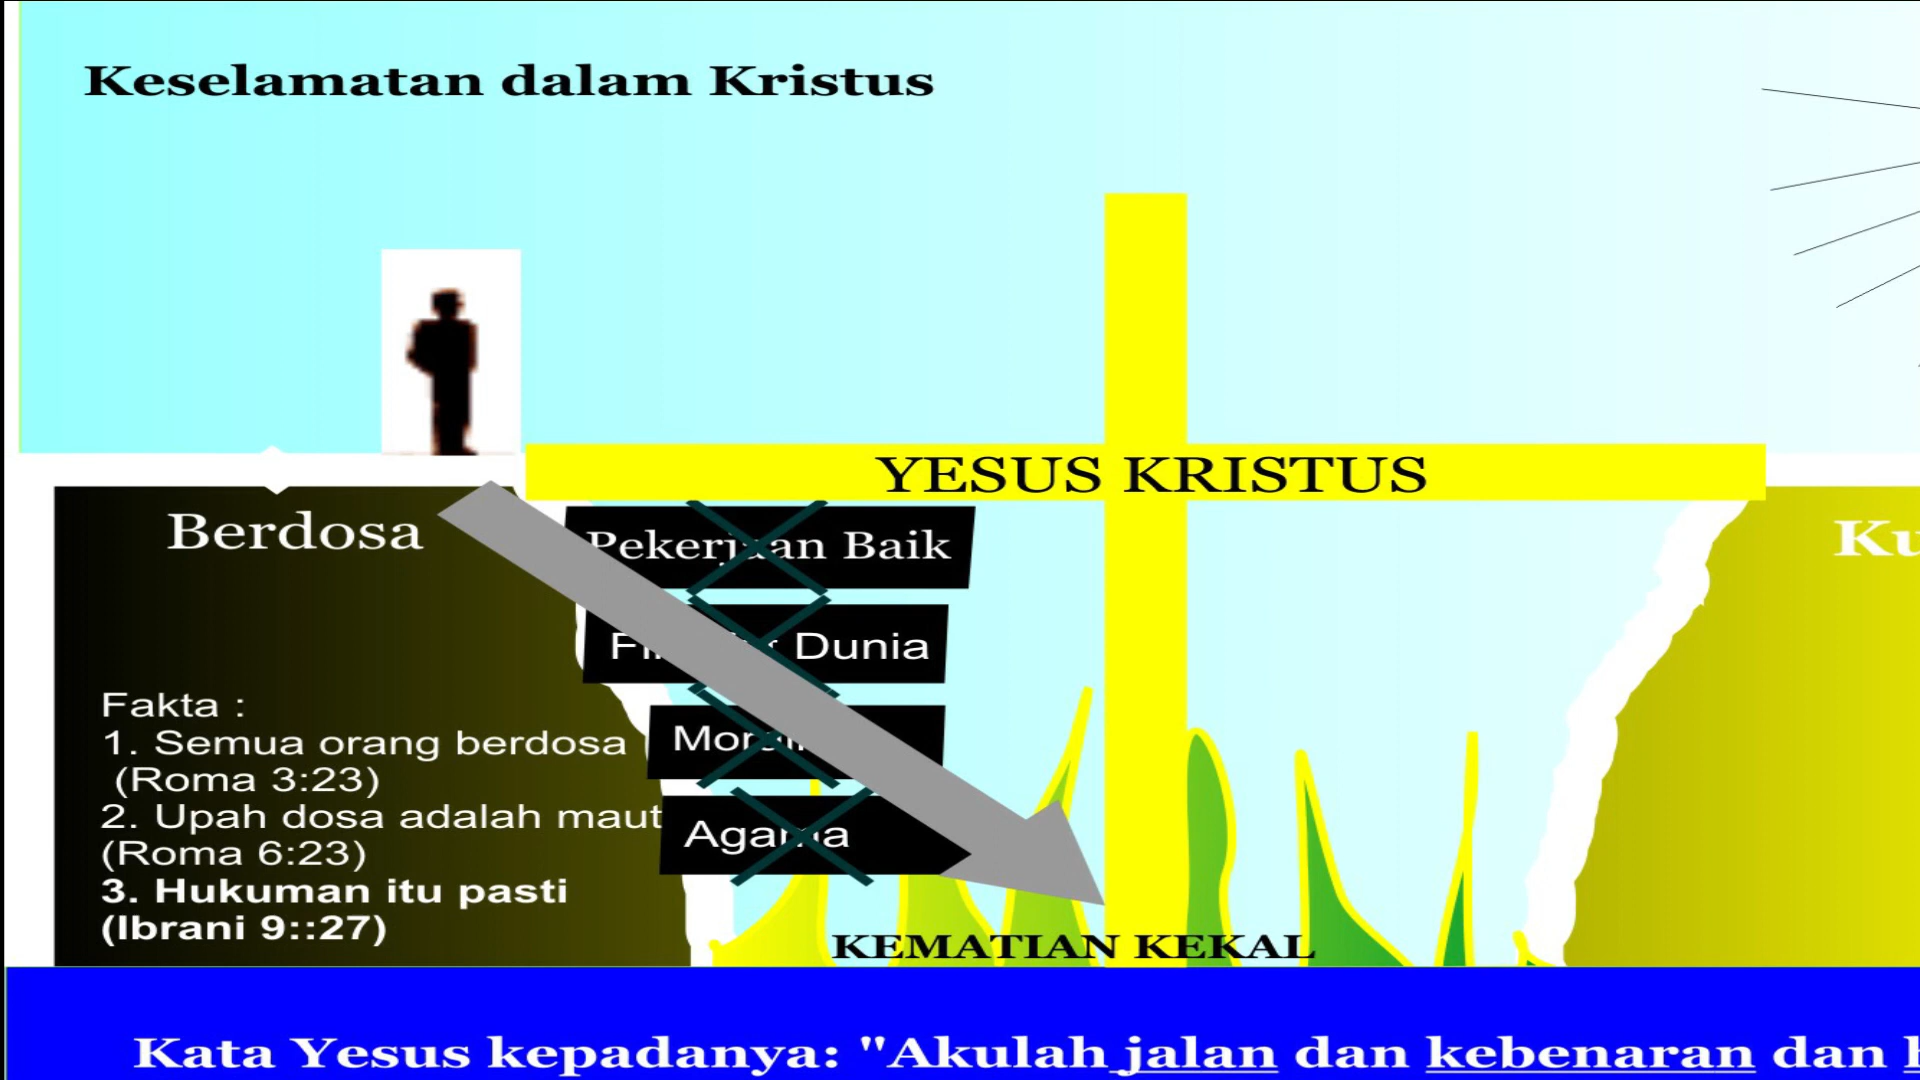 Keselamatan dalam Kristus
YESUS KRISTUS
Berdosa
Pekerjaan Baik
Dunia
Agama
Fakta :
1. Semua orang berdosa
(Roma 3:23)
2. Upah dosa adalah maut
(Roma 6:23)
3. Hukuman itu pasti
(Ibrani 9::27)
KEMATIAN KEKAL
Kata Yesus kepadanya: "Akulah jalan dan kebenaran dan